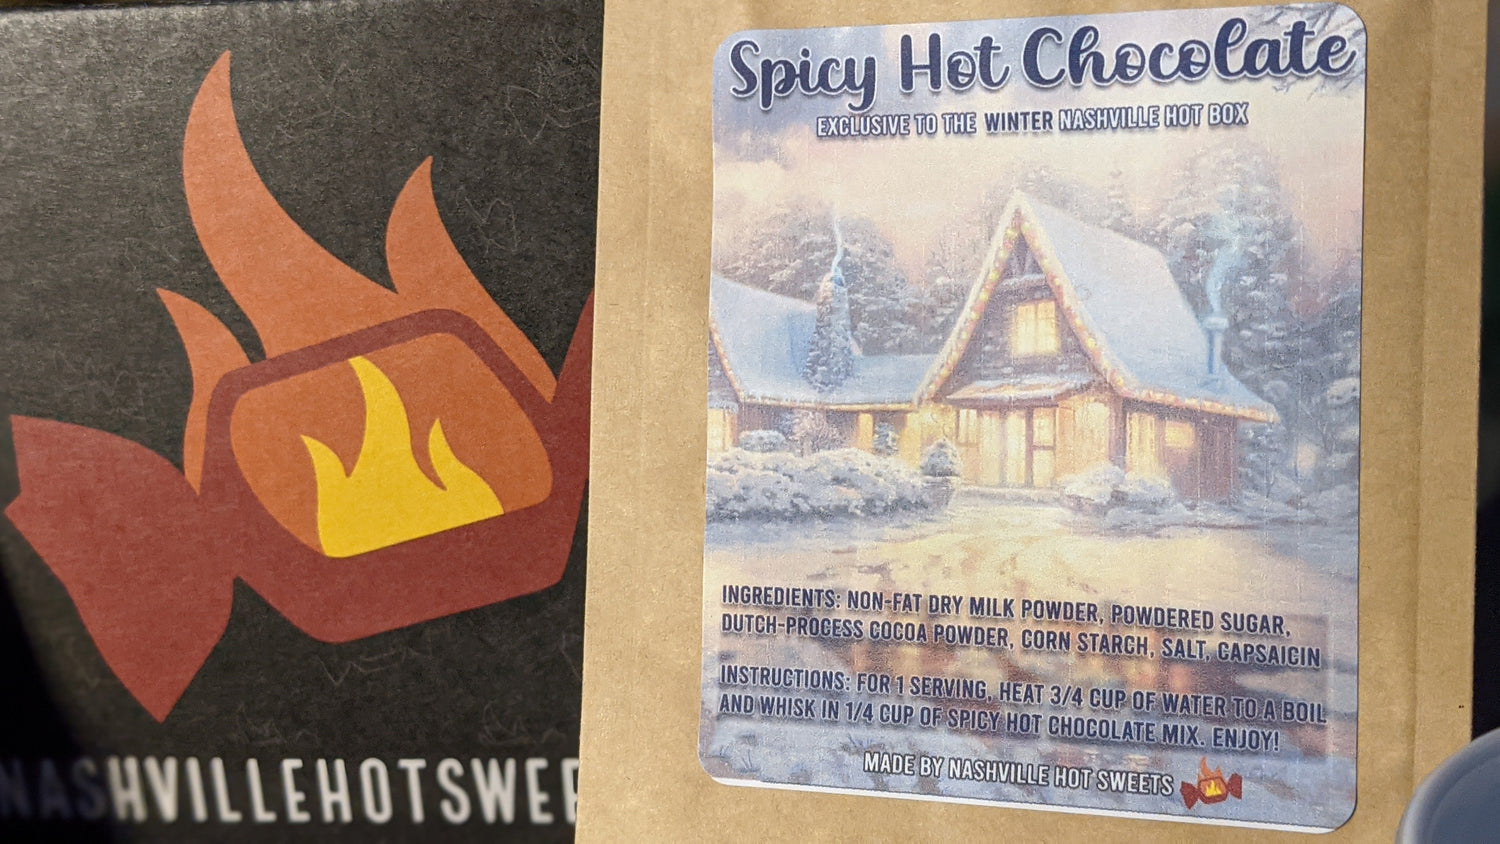 Spicy Hot Chocolate
EXCLUSIVE TO THE WINTER NASHVILLE HOT BOX
INGREDIENTS: NON-FAT DRY MILK POWDER, POWDERED SUGAR,
DUTCH-PROCESS COCOA POWDER, CORN STARCH, SALT, CAPSAICIN
INSTRUCTIONS: FOR 1 SERVING, HEAT 3/4 CUP OF WATER TO A BOIL
AND WHISK IN 1/4 CUP OF SPICY HOT CHOCOLATE MIX. ENJOY!
MADE BY NASHVILLE HOT SWEETS
NASHVILLEHOTSWEE